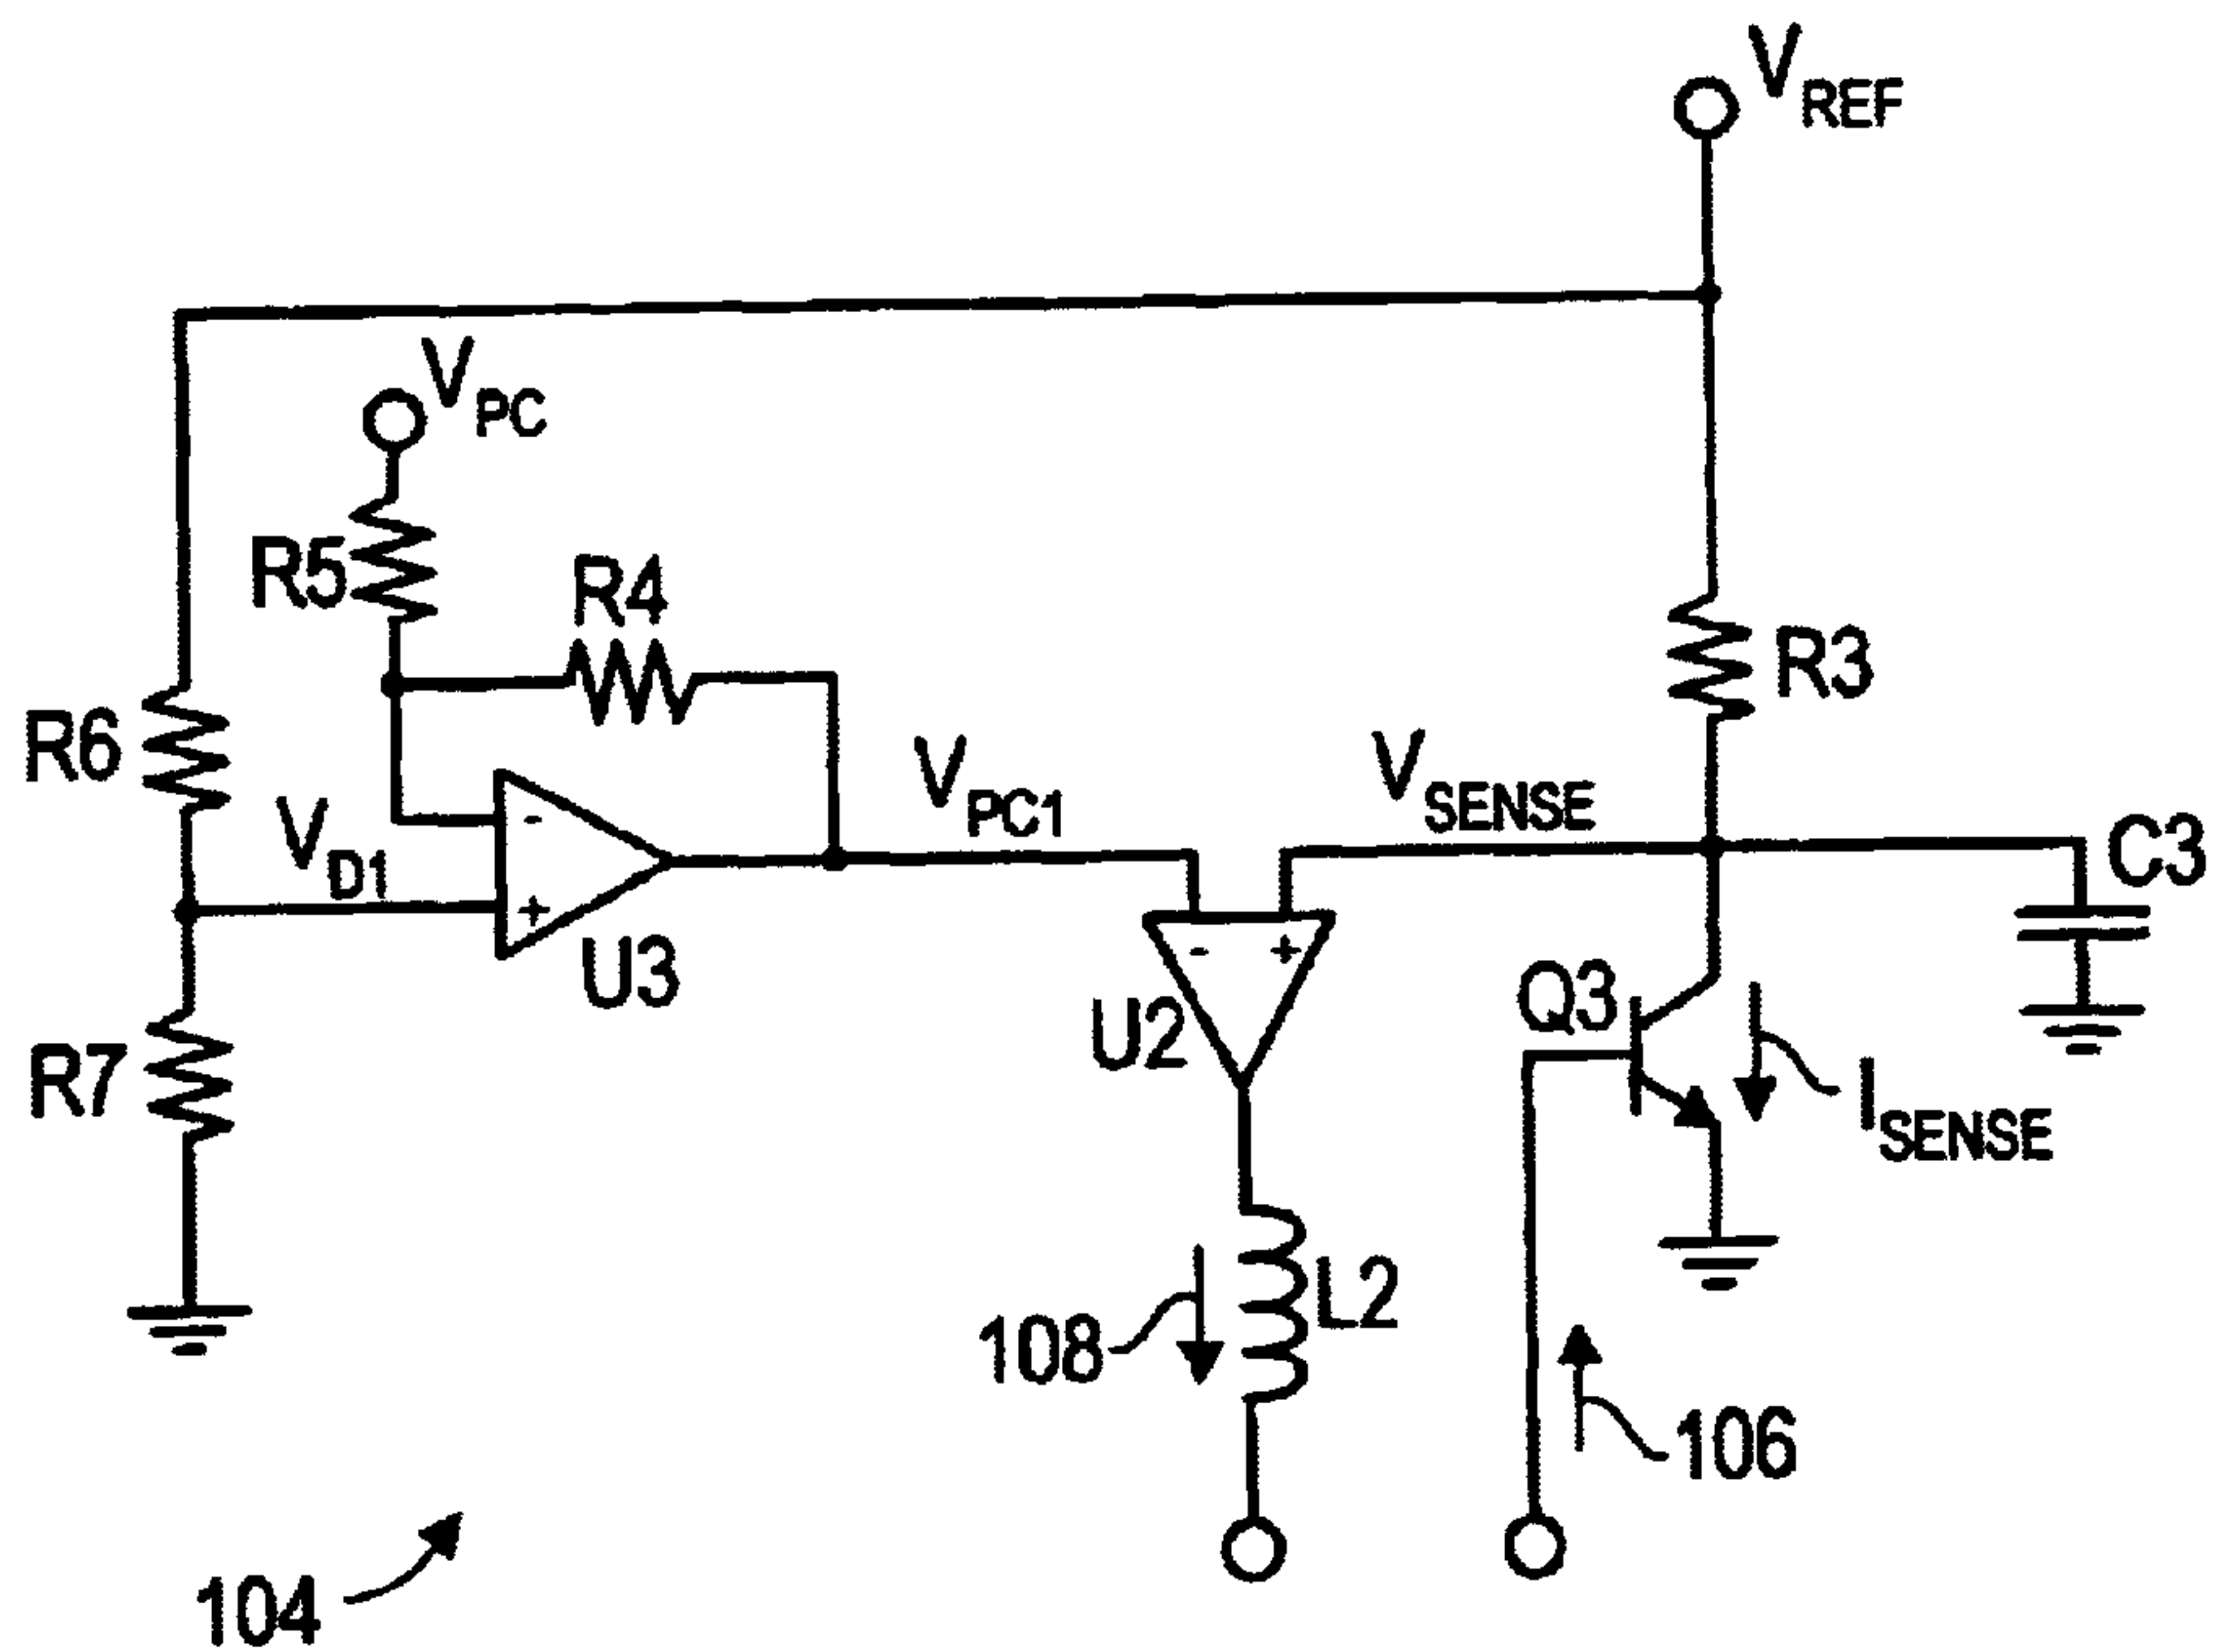 VREF
VPC
R5
R4
R3
R6
VD1
VPC1
VSENSE
C3
-
+
U3
-
+
U2
Q3
R7
ISENSE
108
L2
106
104